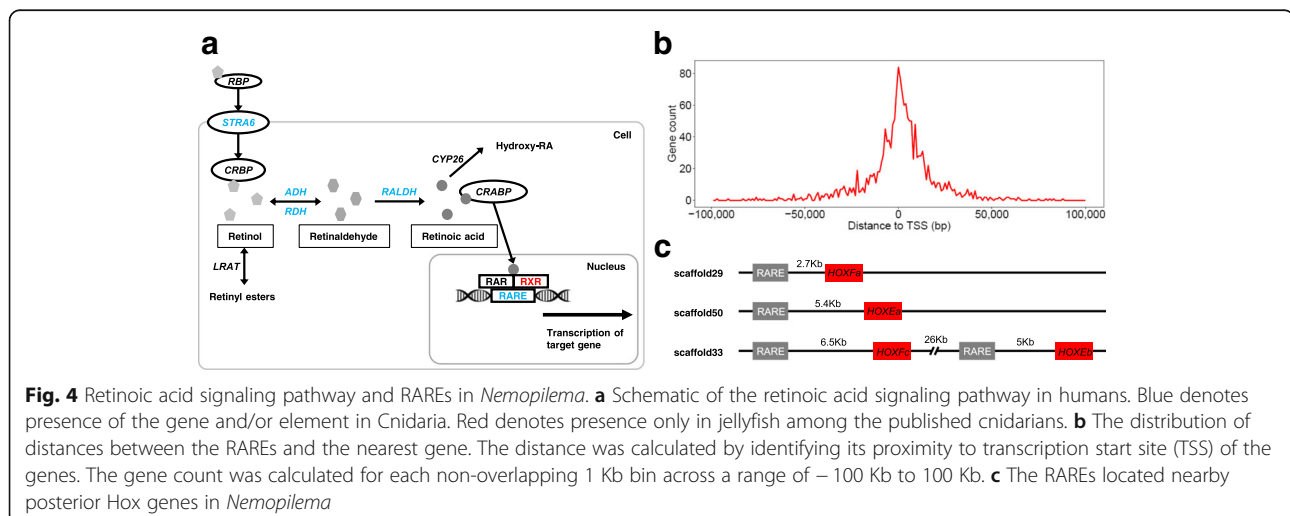 a
RBP
STRA6
Cell
CRBP
CYP26
Hydroxy-RA
ADH
RALDH
CRABP
RDH
Retinol
Retinaldehyde
Retinoic acid
LRAT
Nucleus
RAR
RXR
Retinyl esters
RARE
Transcription of
target gene
b
Gene count
80
60
40
20
0
−100,000
−50,000
0
50,000
100,000
Distance to TSS (bp)
c
scaffold29
RARE
2.7Kb
HOXFa
scaffold50
RARE
5.4Kb
HOXEa
scaffold33
RARE
6.5Kb
HOXFc
26Kb
RARE
5Kb
HOXEb
Fig. 4 Retinoic acid signaling pathway and RAREs in Nemopilema. a Schematic of the retinoic acid signaling pathway in humans. Blue denotes
presence of the gene and/or element in Cnidaria. Red denotes presence only in jellyfish among the published cnidarians. b The distribution of
distances between the RAREs and the nearest gene. The distance was calculated by identifying its proximity to transcription start site (TSS) of the
genes. The gene count was calculated for each non-overlapping 1 Kb bin across a range of − 100 Kb to 100 Kb. c The RAREs located nearby
posterior Hox genes in Nemopilema